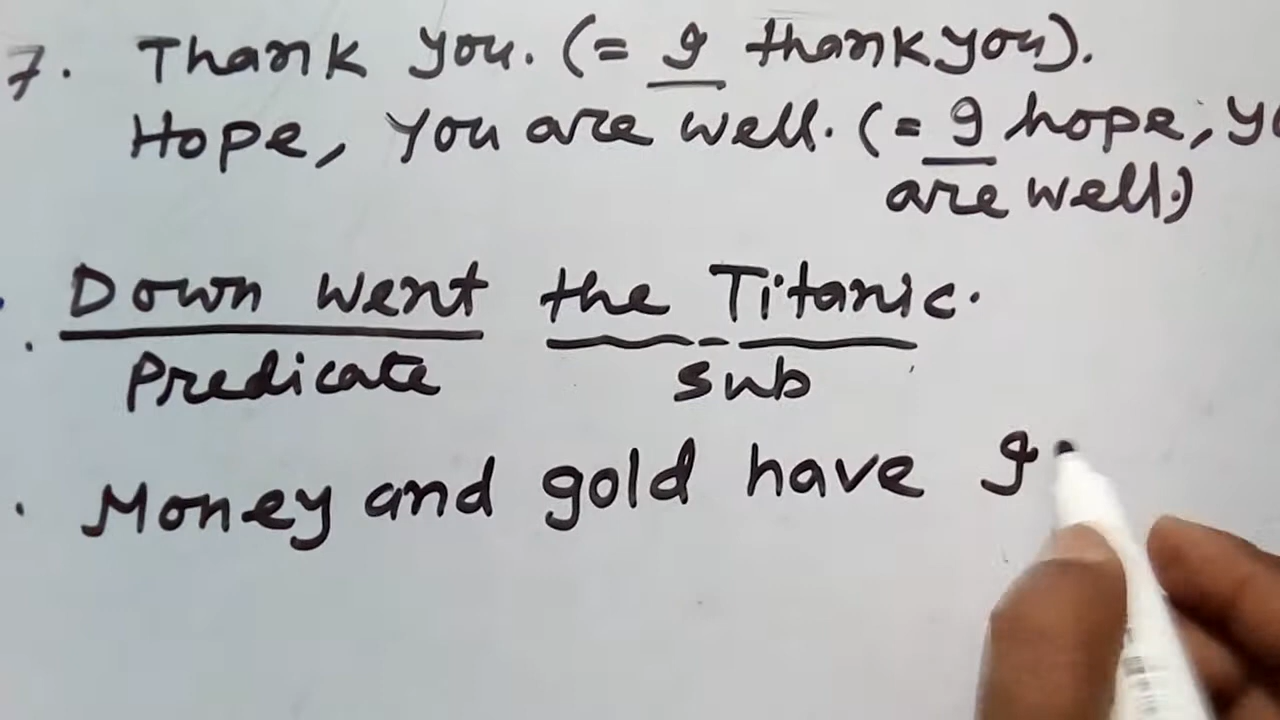 7. Thank you. (= I thank you).
Hope, you are well. (= I hope,
are well.)
Down went the Titanic.
Predicate sub
Money and gold have I